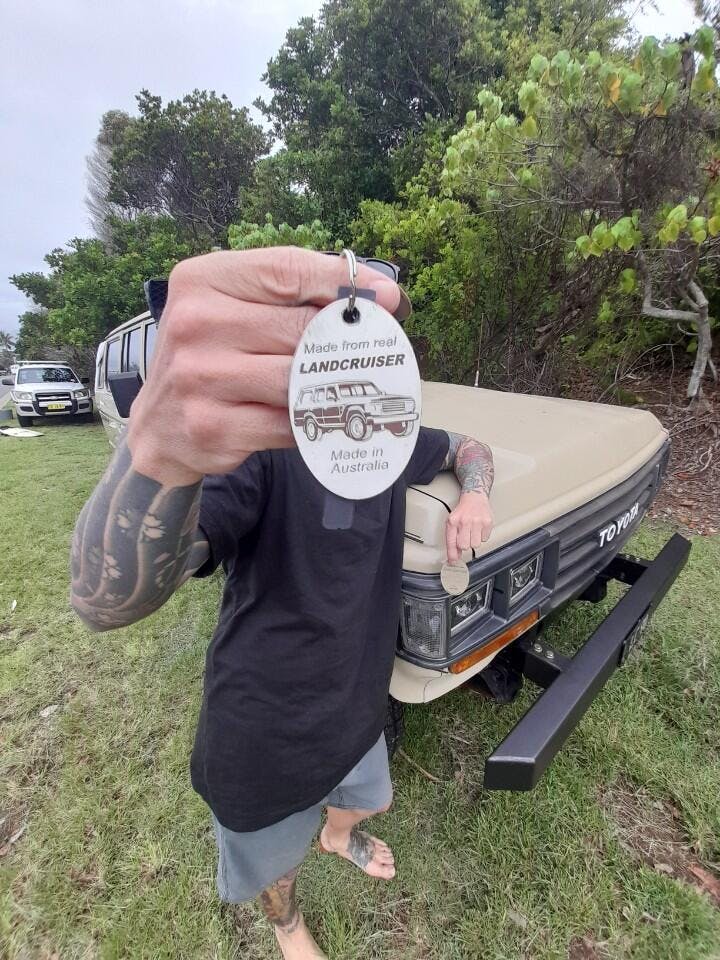 Made from real
LANDCRUISER
Made in
Australia
TOYOTA